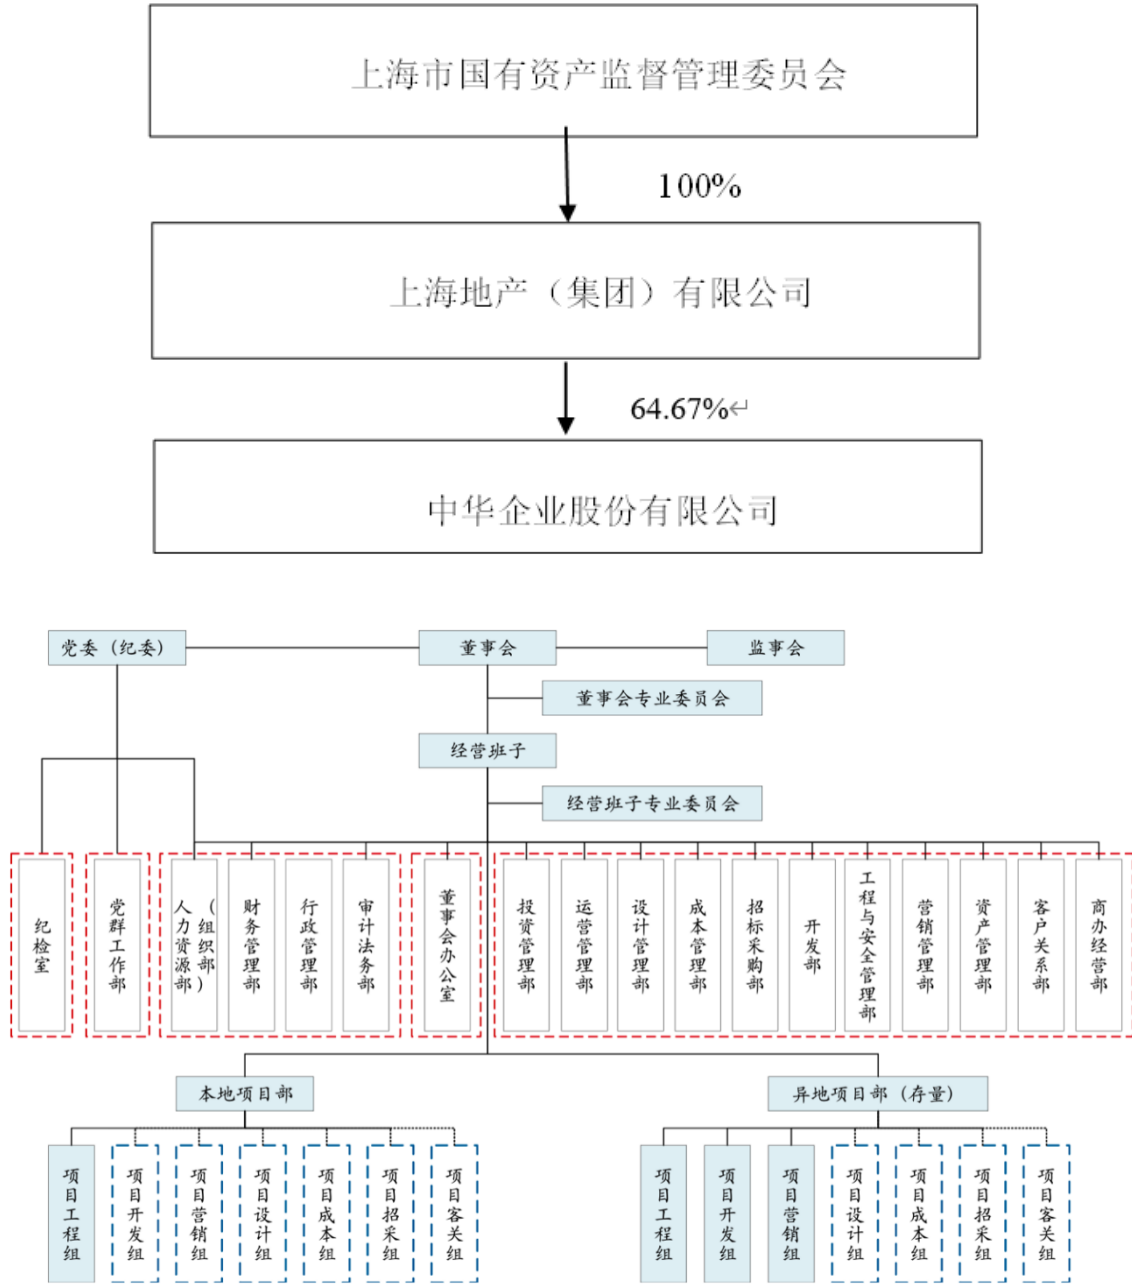 上海市国有资产监督管理委员会
100%
上海地产（集团）有限公司
64.67%↵
中华企业股份有限公司
党委（纪委）
董事会
监事会
董事会专业委员会
经营班子
经营班子专业委员会
纪检室
党群工作部
人力资源部
（组织部）
财务管理部
行政管理部
审计法务部
董事会办公室
投资管理部
运营管理部
设计管理部
成本管理部
招标采购部
开发部
工程与安全管理部
营销管理部
资产管理部
客户关系部
商办经营部
本地项目部
异地项目部（存量）
项目工程组
项目开发组
项目营销组
项目设计组
项目成本组
项目招采组
项目客关组
项目工程组
项目开发组
项目营销组
项目设计组
项目成本组
项目招采组
项目客关组